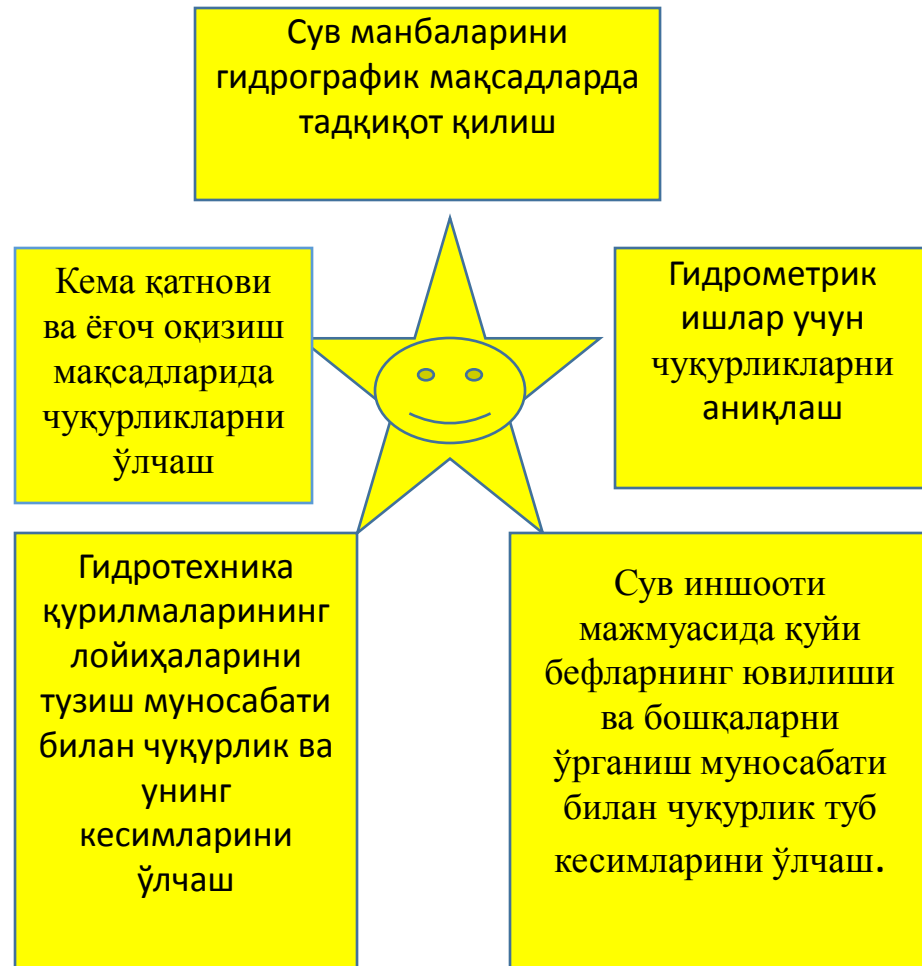 Сув манбаларини
гидрографик мақсадларда
тадқиқот қилиш
Кема қатнови
ва ёғоч оқизиш
мақсадларида
чуқурликларни
ўлчаш
Гидрометрик
ишлар учун
чуқурликларни
аниқлаш
Гидротехника
қурилмаларининг
лойиҳаларини
тузиш муносабати
билан чуқурлик ва
унинг
кесимларини
ўлчаш
Сув иншооти
мажмуасида қуйи
бефларнинг ювилиши
ва бошқаларни
ўрганиш муносабати
билан чуқурлик туб
кесимларини ўлчаш.